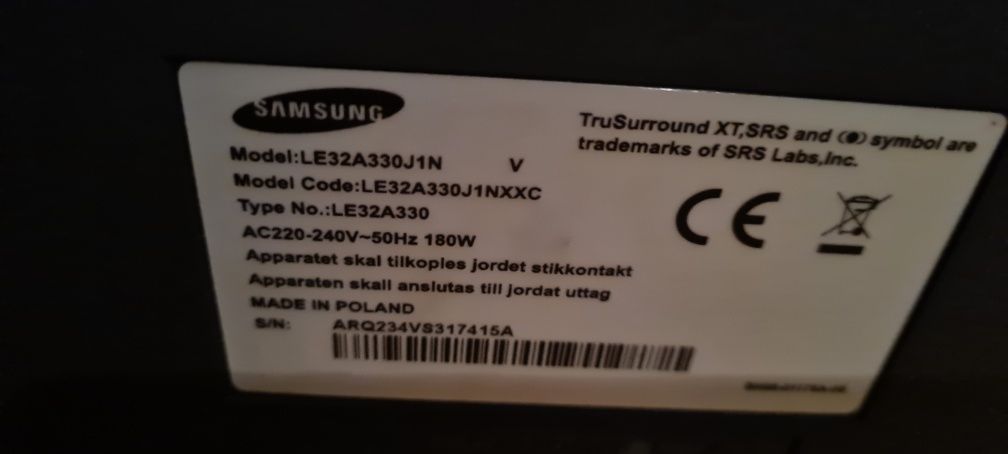 SAMSUNG
Model:LE32A330J1N V
Model Code:LE32A330J1NXXC
Type No.:LE32A330
AC220-240V~50Hz 180W
Apparatet skal tilkoples jordet stikkontakt
Apparaten skall anslutas till jordat uttag
MADE IN POLAND
S/N: ARQ234VS317415A
TruSurround XT,SRS and (●) symbol are
trademarks of SRS Labs,Inc.
CE